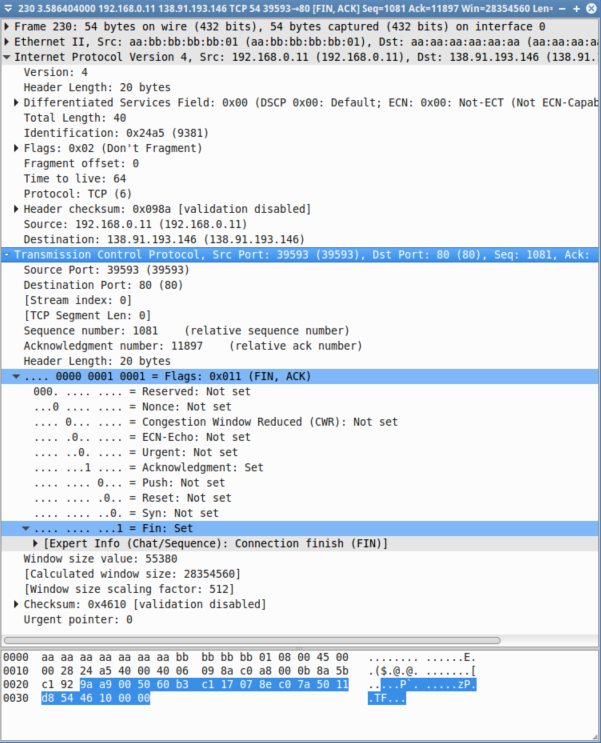 230 3.586404000 192.168.0.11 138.91.193.146 TCP 54 39593→80 [FIN, ACK] Seq=1081 Ack=11897 Win=28354560 Len=
Frame 230: 54 bytes on wire (432 bits), 54 bytes captured (432 bits) on interface 0
Ethernet II, Src: aa:bb:bb:bb:bb:01 (aa:bb:bb:bb:bb:01), Dst: aa:aa:aa:aa:aa:aa (aa:aa:aa:a
Internet Protocol Version 4, Src: 192.168.0.11 (192.168.0.11), Dst: 138.91.193.146 (138.91.
Version: 4
Header Length: 20 bytes
Differentiated Services Field: 0x00 (DSCP 0x00: Default; ECN: 0x00: Not-ECT (Not ECN-Capab
Total Length: 40
Identification: 0x24a5 (9381)
Flags: 0x02 (Don't Fragment)
Fragment offset: 0
Time to live: 64
Protocol: TCP (6)
Header checksum: 0x098a [validation disabled]
Source: 192.168.0.11 (192.168.0.11)
Destination: 138.91.193.146 (138.91.193.146)
Transmission Control Protocol, Src Port: 39593 (39593), Dst Port: 80 (80), Seq: 1081, Ack:
Source Port: 39593 (39593)
Destination Port: 80 (80)
[Stream index: 0]
[TCP Segment Len: 0]
Sequence number: 1081    (relative sequence number)
Acknowledgment number: 11897    (relative ack number)
Header Length: 20 bytes
.... 0000 0001 0001 = Flags: 0x011 (FIN, ACK)
000. .... .... = Reserved: Not set
...0 .... .... = Nonce: Not set
.... 0... .... = Congestion Window Reduced (CWR): Not set
.... .0.. .... = ECN-Echo: Not set
.... ..0. .... = Urgent: Not set
.... ...1 .... = Acknowledgment: Set
.... .... 0... = Push: Not set
.... .... .0.. = Reset: Not set
.... .... ..0. = Syn: Not set
.... .... ...1 = Fin: Set
[Expert Info (Chat/Sequence): Connection finish (FIN)]
Window size value: 55380
[Calculated window size: 28354560]
[Window size scaling factor: 512]
Checksum: 0x4610 [validation disabled]
Urgent pointer: 0
0000  aa aa aa aa aa aa aa bb  bb bb bb 01 08 00 45 00   ........ ......E.
0010  00 28 24 a5 40 00 40 06  09 8a c0 a8 00 0b 8a 5b   .($.@.@. .......[
0020  c1 92 9a a9 00 50 60 b3  c1 17 07 8e c0 7a 50 11   .....P`. .....zP.
0030  d8 54 46 10 00 00   .TF...